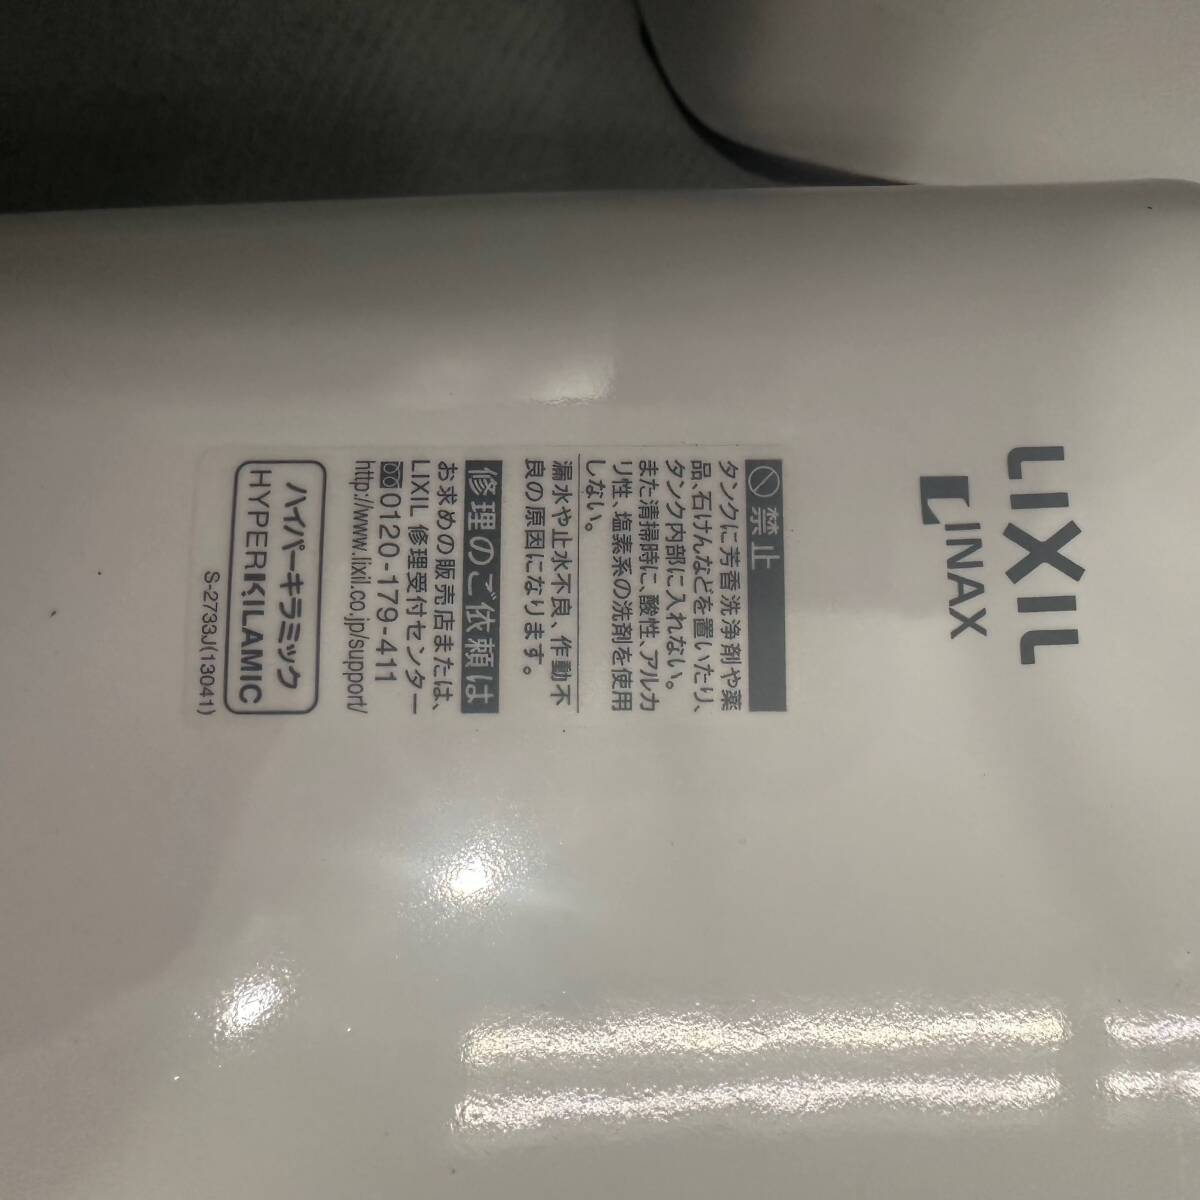 LIXIL
INAX
禁止
タンクに芳香洗浄剤や薬
品、石けんなどを置いたり、
タンク内部に入れない。
また清掃時に、酸性、アルカ
リ性、塩素系の洗剤を使用
しない。
漏水や止水不良、作動不
良の原因になります。
修理のご依頼は
お求めの販売店または、
LIXIL 修理受付センター
0120-179-411
http://www.lixil.co.jp/support/
ハイパーキラミック
HYPERKILAMIC
S-2733J(13041)